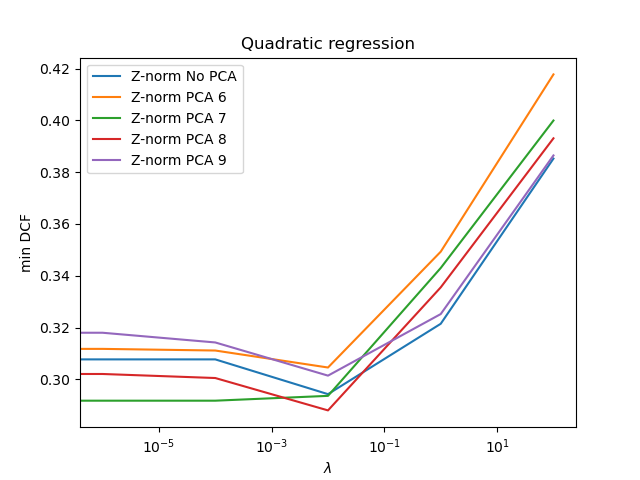 Quadratic regression
Z-norm No PCA
Z-norm PCA 6
Z-norm PCA 7
Z-norm PCA 8
Z-norm PCA 9
min DCF
0.42
0.40
0.38
0.36
0.34
0.32
0.30
10⁻⁵
10⁻³
10⁻¹
10¹
λ